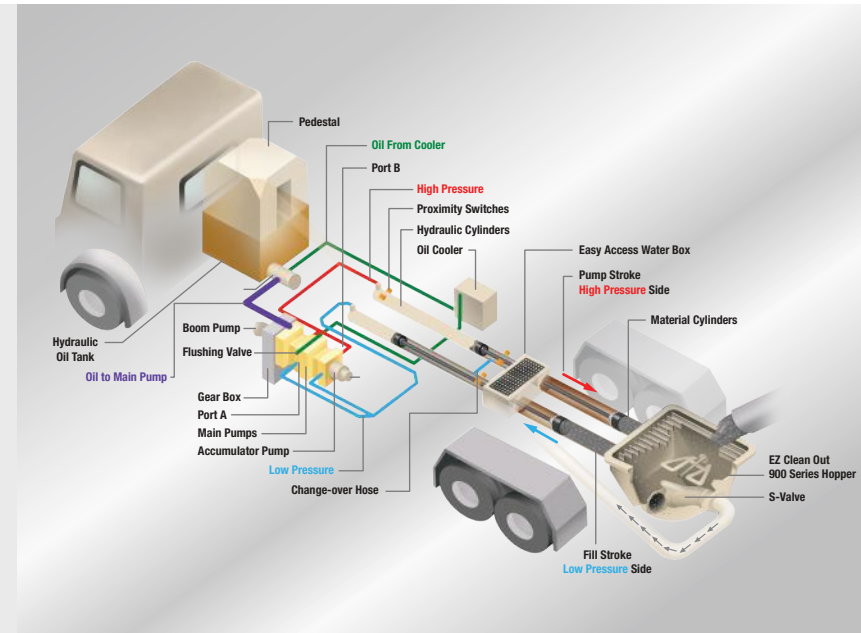 Pedestal
Oil From Cooler
Port B
High Pressure
Proximity Switches
Hydraulic Cylinders
Oil Cooler
Easy Access Water Box
Pump Stroke
High Pressure Side
Material Cylinders
Hydraulic
Oil Tank
Boom Pump
Flushing Valve
Oil to Main Pump
Gear Box
Port A
Main Pumps
Accumulator Pump
Low Pressure
Change-over Hose
EZ Clean Out
900 Series Hopper
S-Valve
Fill Stroke
Low Pressure Side